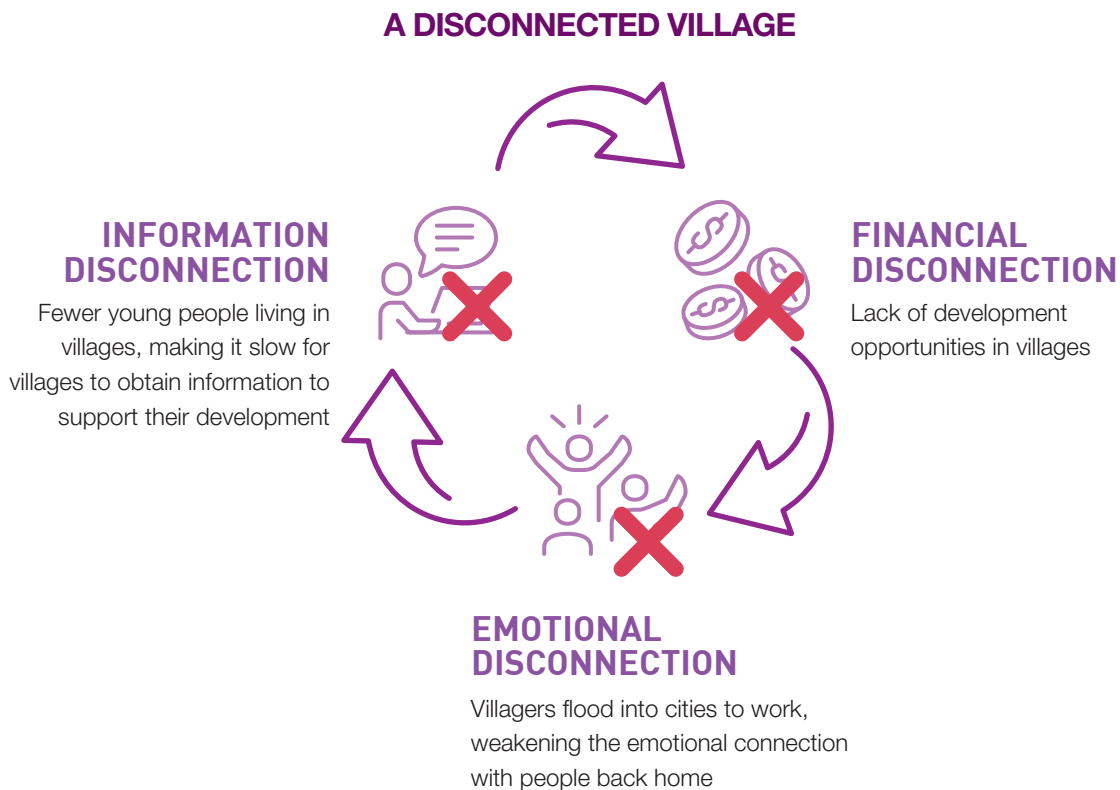 A DISCONNECTED VILLAGE
INFORMATION
DISCONNECTION
Fewer young people living in
villages, making it slow for
villages to obtain information to
support their development
FINANCIAL
DISCONNECTION
Lack of development
opportunities in villages
EMOTIONAL
DISCONNECTION
Villagers flood into cities to work,
weakening the emotional connection
with people back home